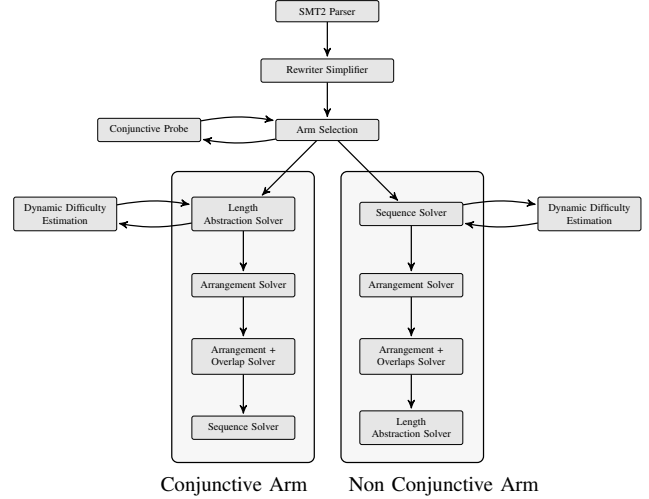 SMT2 Parser
Rewriter Simplifier
Conjunctive Probe
Arm Selection
Dynamic Difficulty
Estimation
Length
Abstraction Solver
Arrangement Solver
Arrangement +
Overlap Solver
Sequence Solver
Conjunctive Arm
Sequence Solver
Dynamic Difficulty
Estimation
Arrangement Solver
Arrangement +
Overlaps Solver
Length
Abstraction Solver
Non Conjunctive Arm